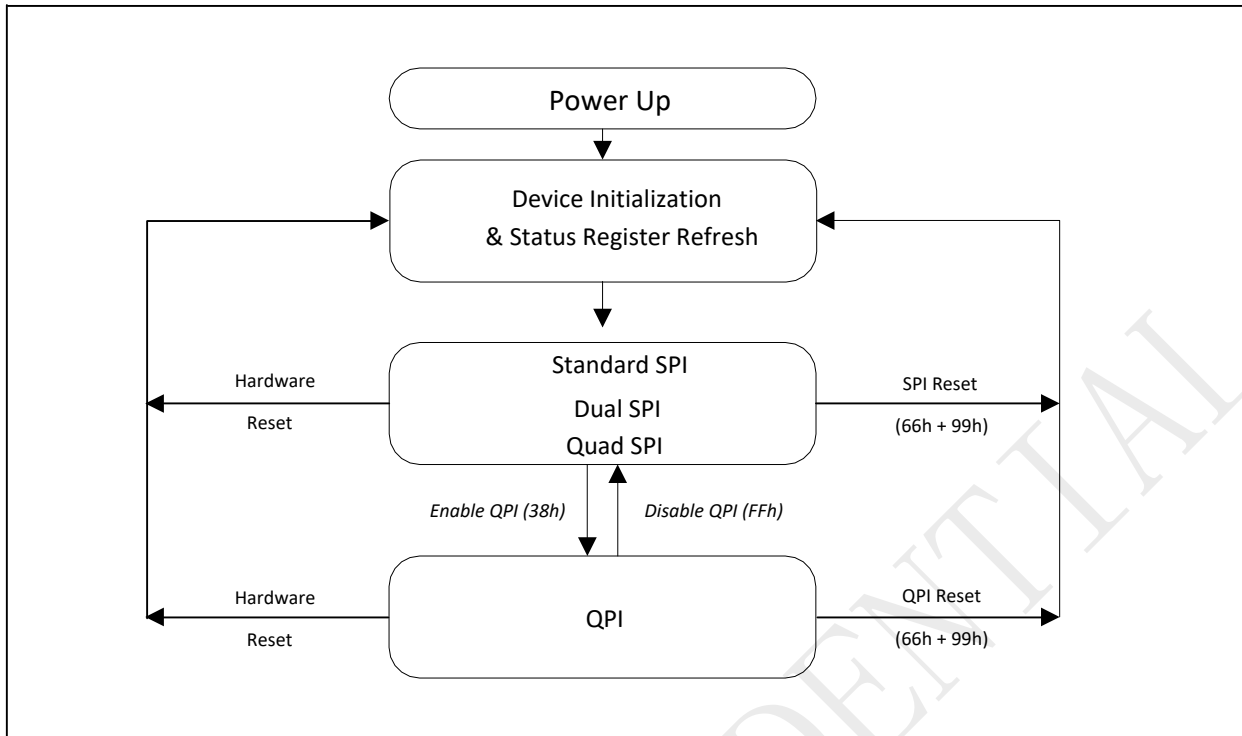 Power Up
Device Initialization
& Status Register Refresh
Standard SPI
Dual SPI
Quad SPI
Hardware
Reset
SPI Reset
(66h + 99h)
Enable QPI (38h)
Disable QPI (FFh)
QPI
Hardware
Reset
QPI Reset
(66h + 99h)